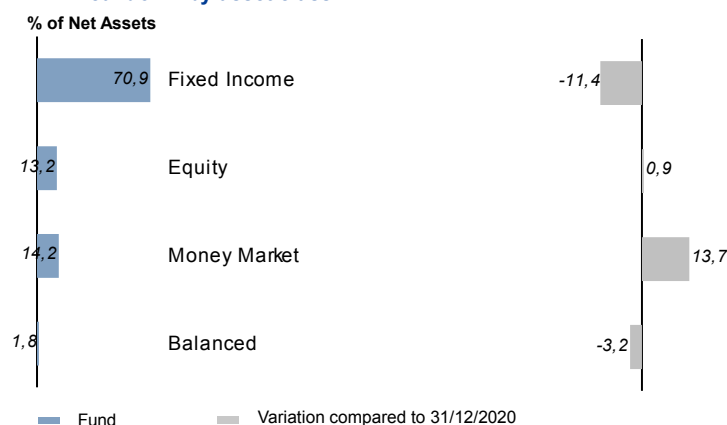 % of Net Assets
70,9 Fixed Income -11,4
13,2 Equity 0,9
14,2 Money Market 13,7
1,8 Balanced -3,2
Fund Variation compared to 31/12/2020